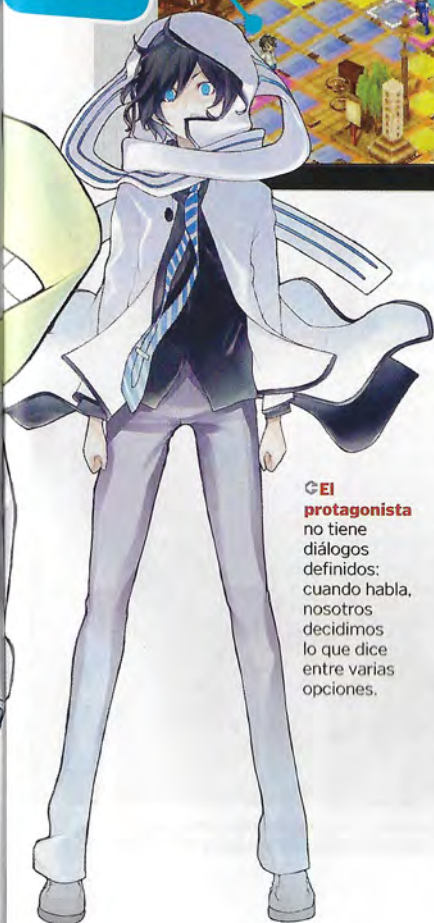 El
protagonista
no tiene
diálogos
definidos:
cuando habla,
nosotros
decidimos
lo que dice
entre varias
opciones.